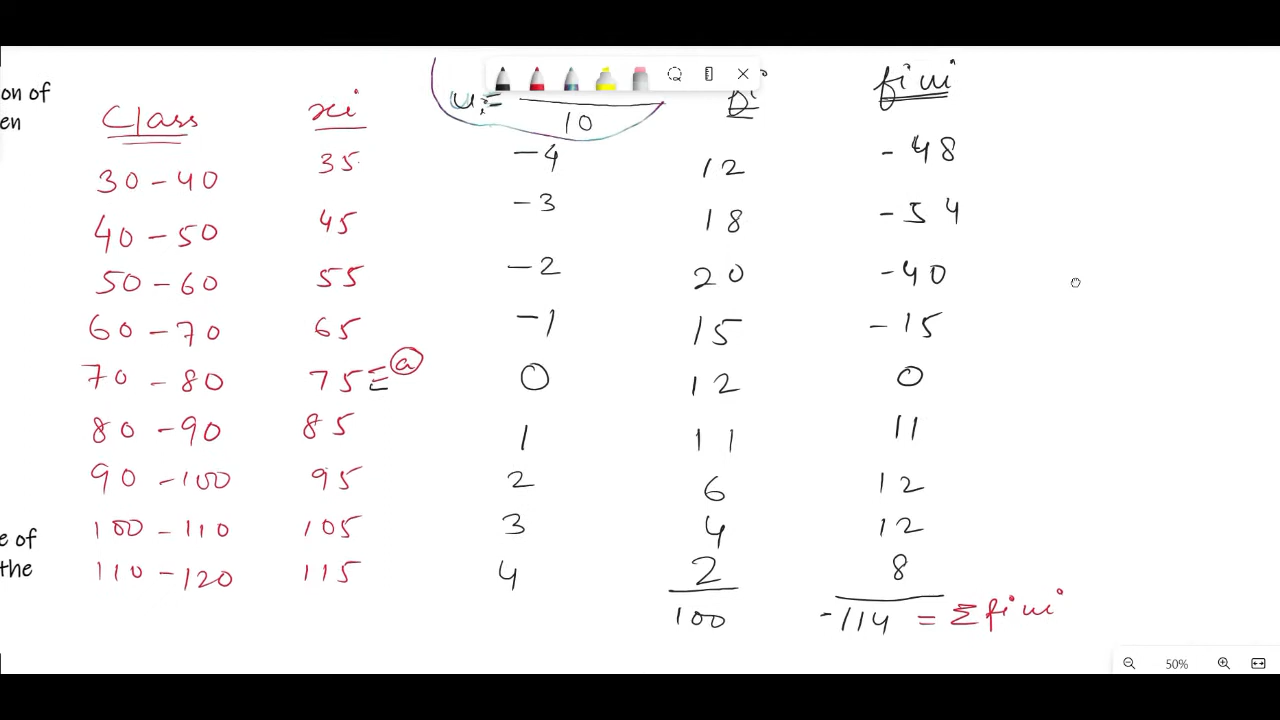 on of
en
Class xi ui = / 10 fi fiui
30 - 40 35 -4 12 -48
40 - 50 45 -3 18 -54
50 - 60 55 -2 20 -40
60 - 70 65 -1 15 -15
70 - 80 75 = a 0 12 0
80 - 90 85 1 11 11
90 - 100 95 2 6 12
100 - 110 105 3 4 12
110 - 120 115 4 2 8
100 -114 = Σfiui
e of
the
50%